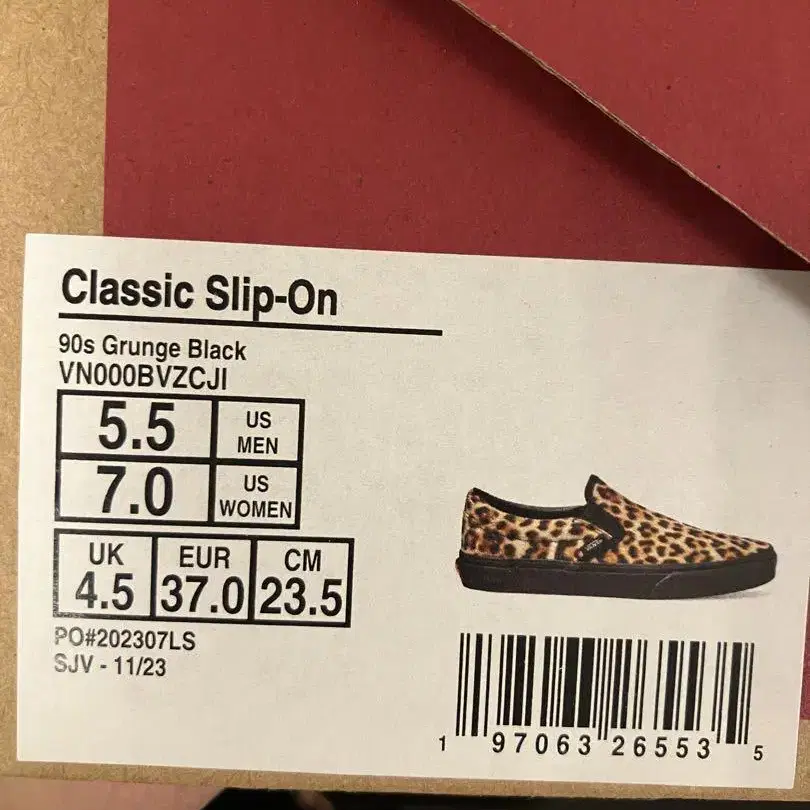 Classic Slip-On
90s Grunge Black
VN000BVZCJI
5.5 US MEN
7.0 US WOMEN
UK EUR CM
4.5 37.0 23.5
PO#202307LS
SJV - 11/23
1 97063 26553 5